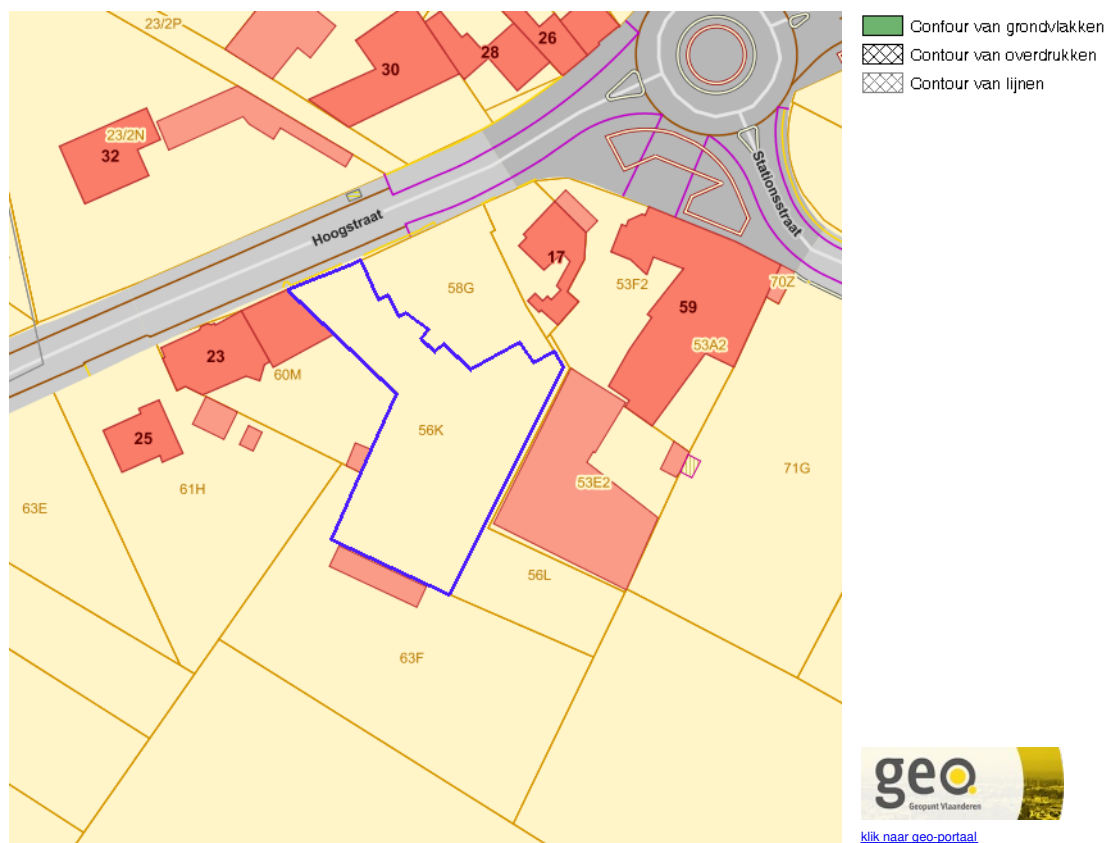 23/2P
26
28
30
23/2N
32
Hoogstraat
Stationsstraat
17
58G
53F2
70Z
59
53A2
23
60M
56K
25
61H
63E
53E2
71G
56L
63F
Contour van grondvlakken
Contour van overdrukken
Contour van lijnen
geo
Geopunt Vlaanderen
klik naar geo-portaal